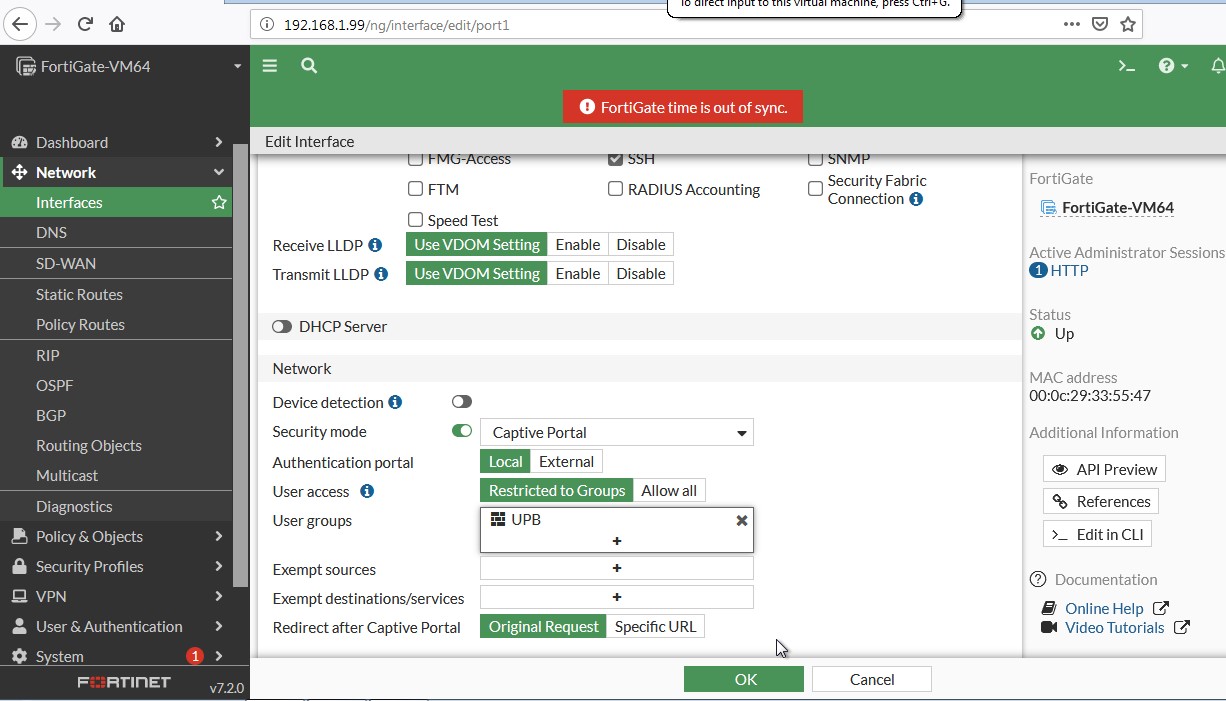 To direct input to this virtual machine, press Ctrl+G.
192.168.1.99/ng/interface/edit/port1
FortiGate-VM64
FortiGate time is out of sync.
Dashboard
Network
Interfaces
DNS
SD-WAN
Static Routes
Policy Routes
RIP
OSPF
BGP
Routing Objects
Multicast
Diagnostics
Policy & Objects
Security Profiles
VPN
User & Authentication
System 1
FORTINET v7.2.0
Edit Interface
FMG-Access SSH SNMP
FTM RADIUS Accounting Security Fabric
Connection
Speed Test
Receive LLDP Use VDOM Setting Enable Disable
Transmit LLDP Use VDOM Setting Enable Disable
DHCP Server
Network
Device detection
Security mode Captive Portal
Authentication portal Local External
User access Restricted to Groups Allow all
User groups UPB
+
Exempt sources +
Exempt destinations/services +
Redirect after Captive Portal Original Request Specific URL
OK Cancel
FortiGate
FortiGate-VM64
Active Administrator Sessions
1 HTTP
Status
Up
MAC address
00:0c:29:33:55:47
Additional Information
API Preview
References
>_ Edit in CLI
Documentation
Online Help
Video Tutorials